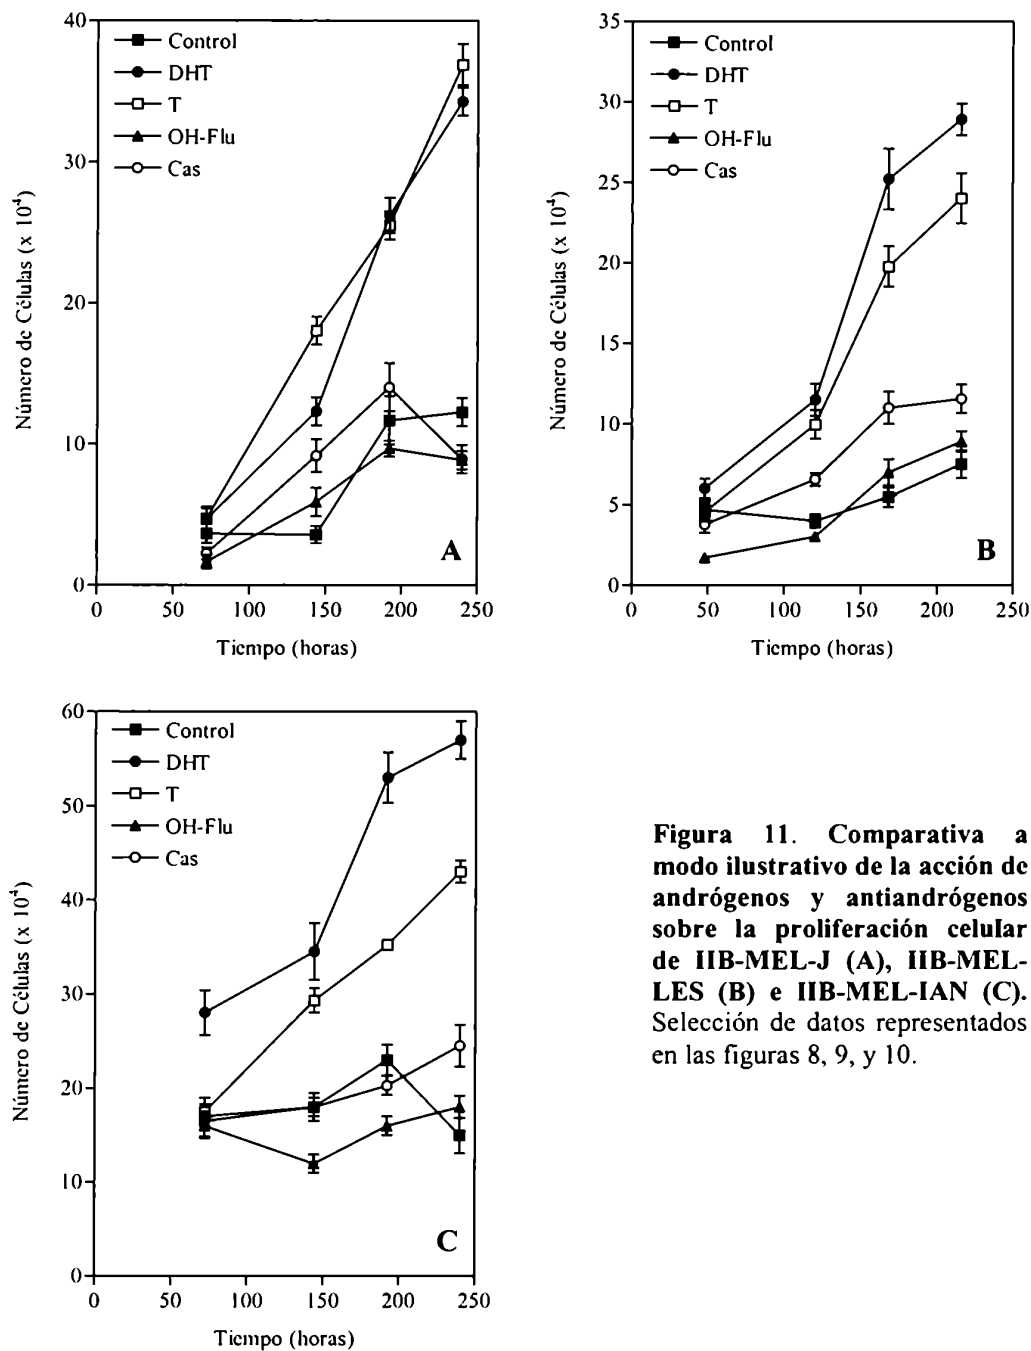 40
30
20
10
0
Número de Células (x 10⁴)
Control
DHT
T
OH-Flu
Cas
A
0 50 100 150 200 250
Tiempo (horas)
35
30
25
20
15
10
5
0
Número de Células (x 10⁴)
Control
DHT
T
OH-Flu
Cas
B
0 50 100 150 200 250
Tiempo (horas)
60
50
40
30
20
10
0
Número de Células (x 10⁴)
Control
DHT
T
OH-Flu
Cas
C
0 50 100 150 200 250
Tiempo (horas)
Figura 11. Comparativa a
modo ilustrativo de la acción de
andrógenos y antiandrógenos
sobre la proliferación celular
de IIB-MEL-J (A), IIB-MEL-
LES (B) e IIB-MEL-IAN (C).
Selección de datos representados
en las figuras 8, 9, y 10.